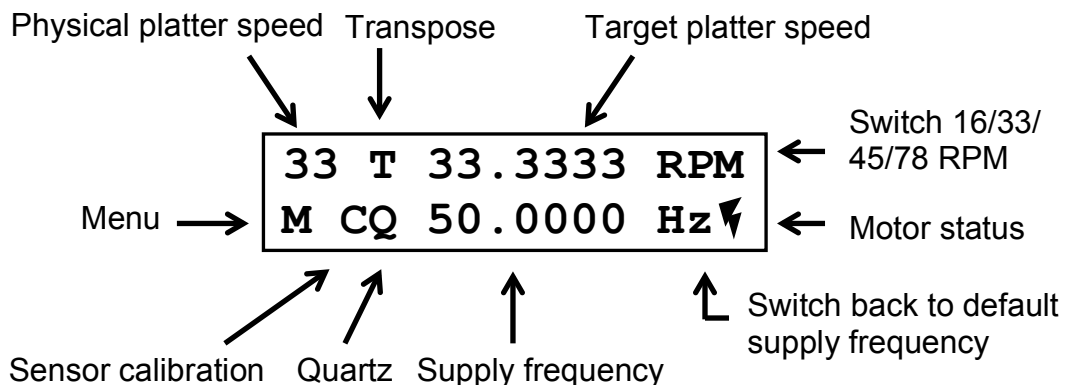 Physical platter speed Transpose Target platter speed
Switch 16/33/
45/78 RPM
33 T 33.3333 RPM
Menu M CQ 50.0000 Hz Motor status
Switch back to default
supply frequency
Sensor calibration Quartz Supply frequency